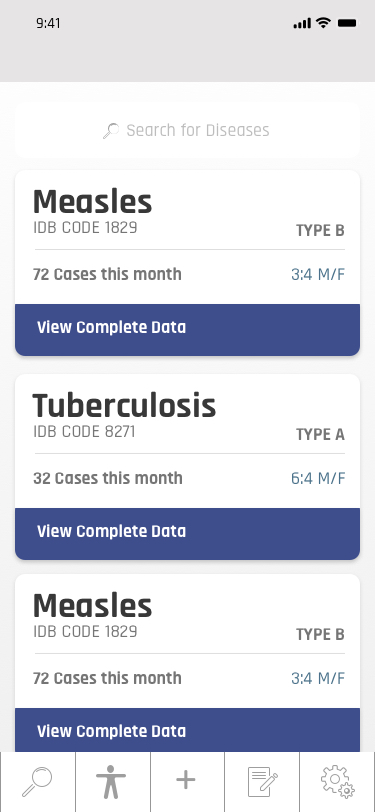 9:41
Search for Diseases
Measles
IDB CODE 1829
TYPE B
72 Cases this month
3:4 M/F
View Complete Data
Tuberculosis
IDB CODE 8271
TYPE A
32 Cases this month
6:4 M/F
View Complete Data
Measles
IDB CODE 1829
TYPE B
72 Cases this month
3:4 M/F
View Complete Data